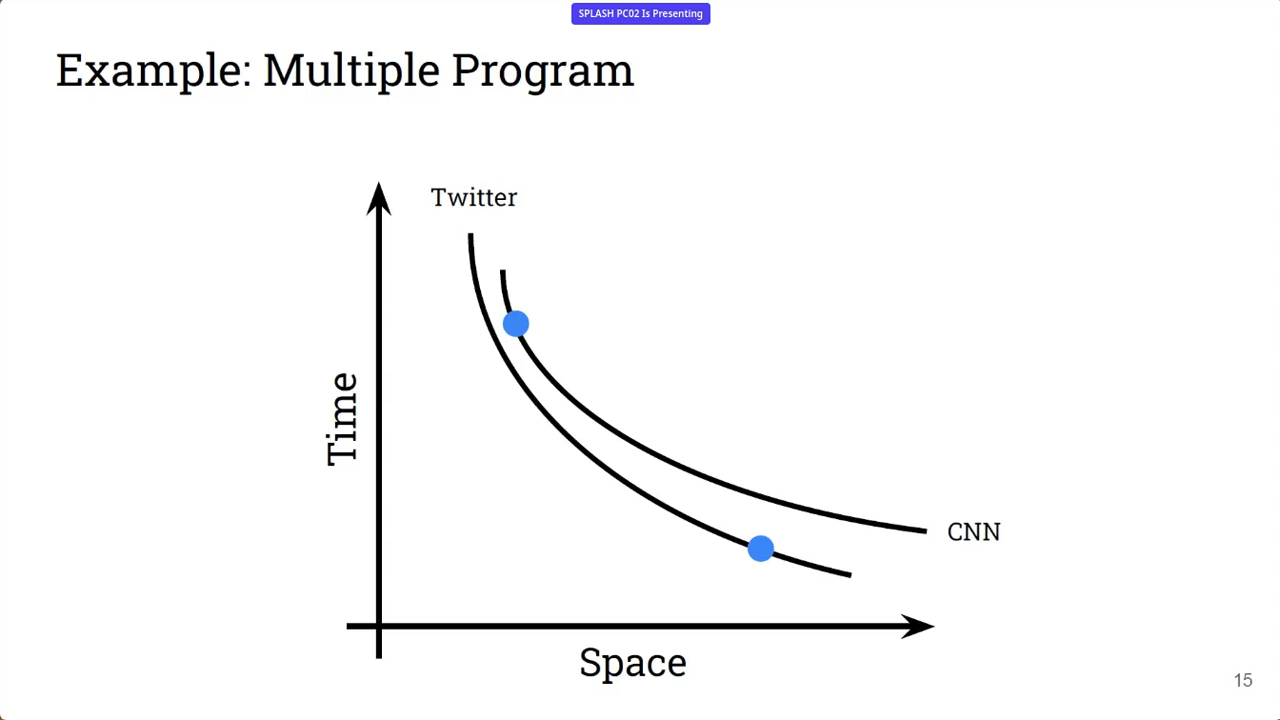 SPLASH PC02 Is Presenting
Example: Multiple Program
Twitter
Time
CNN
Space
15